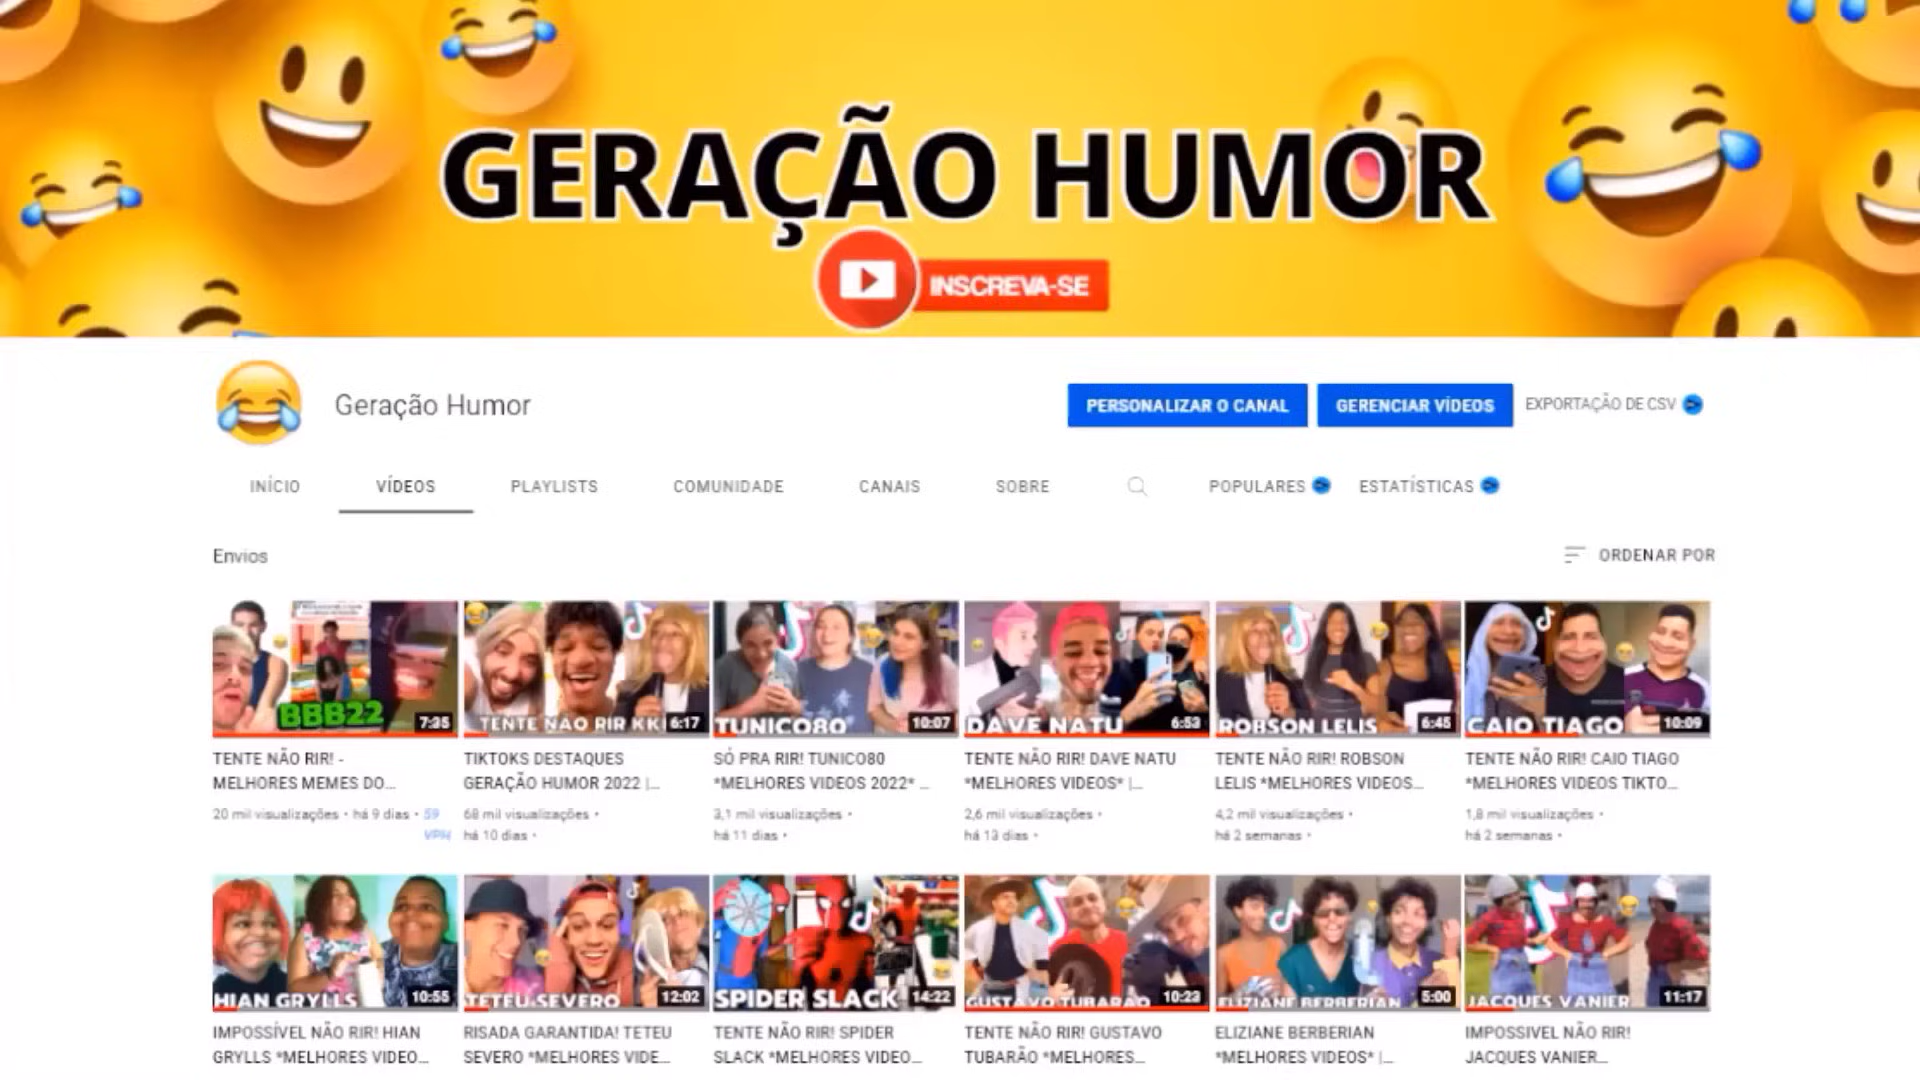 GERAÇÃO HUMOR
INSCREVA-SE
Geração Humor
PERSONALIZAR O CANAL
GERENCIAR VÍDEOS
EXPORTAÇÃO DE CSV
INÍCIO
VÍDEOS
PLAYLISTS
COMUNIDADE
CANAIS
SOBRE
POPULARES
ESTATÍSTICAS
Envios
ORDENAR POR
BBB22
7:35
TENTE NAO RIR KK
6:17
TUNICO80
10:07
DAVE NATU
6:53
ROBSON LELIS
6:45
CAIO TIAGO
10:09
TENTE NÃO RIR! -
MELHORES MEMES DO...
20 mil visualizações • há 9 dias • 59
VPH
TIKTOKS DESTAQUES
GERAÇÃO HUMOR 2022 |...
68 mil visualizações •
há 10 dias •
SÓ PRA RIR! TUNICO80
*MELHORES VIDEOS 2022* ...
3,1 mil visualizações •
há 11 dias •
TENTE NÃO RIR! DAVE NATU
*MELHORES VIDEOS* |...
2,6 mil visualizações •
há 13 dias •
TENTE NÃO RIR! ROBSON
LELIS *MELHORES VIDEOS...
4,2 mil visualizações •
há 2 semanas •
TENTE NÃO RIR! CAIO TIAGO
*MELHORES VIDEOS TIKTO...
1,8 mil visualizações •
há 2 semanas •
HIAN GRYLLS
10:55
TETEU SEVERO
12:02
SPIDER SLACK
14:22
GUSTAVO TUBARAO
10:23
ELIZIANE BERBERIAN
5:00
JACQUES VANIER
11:17
IMPOSSÍVEL NÃO RIR! HIAN
GRYLLS *MELHORES VIDEO...
RISADA GARANTIDA! TETEU
SEVERO *MELHORES VIDE...
TENTE NÃO RIR! SPIDER
SLACK *MELHORES VIDEO...
TENTE NÃO RIR! GUSTAVO
TUBARÃO *MELHORES...
ELIZIANE BERBERIAN
*MELHORES VIDEOS* |...
IMPOSSIVEL NÃO RIR!
JACQUES VANIER...